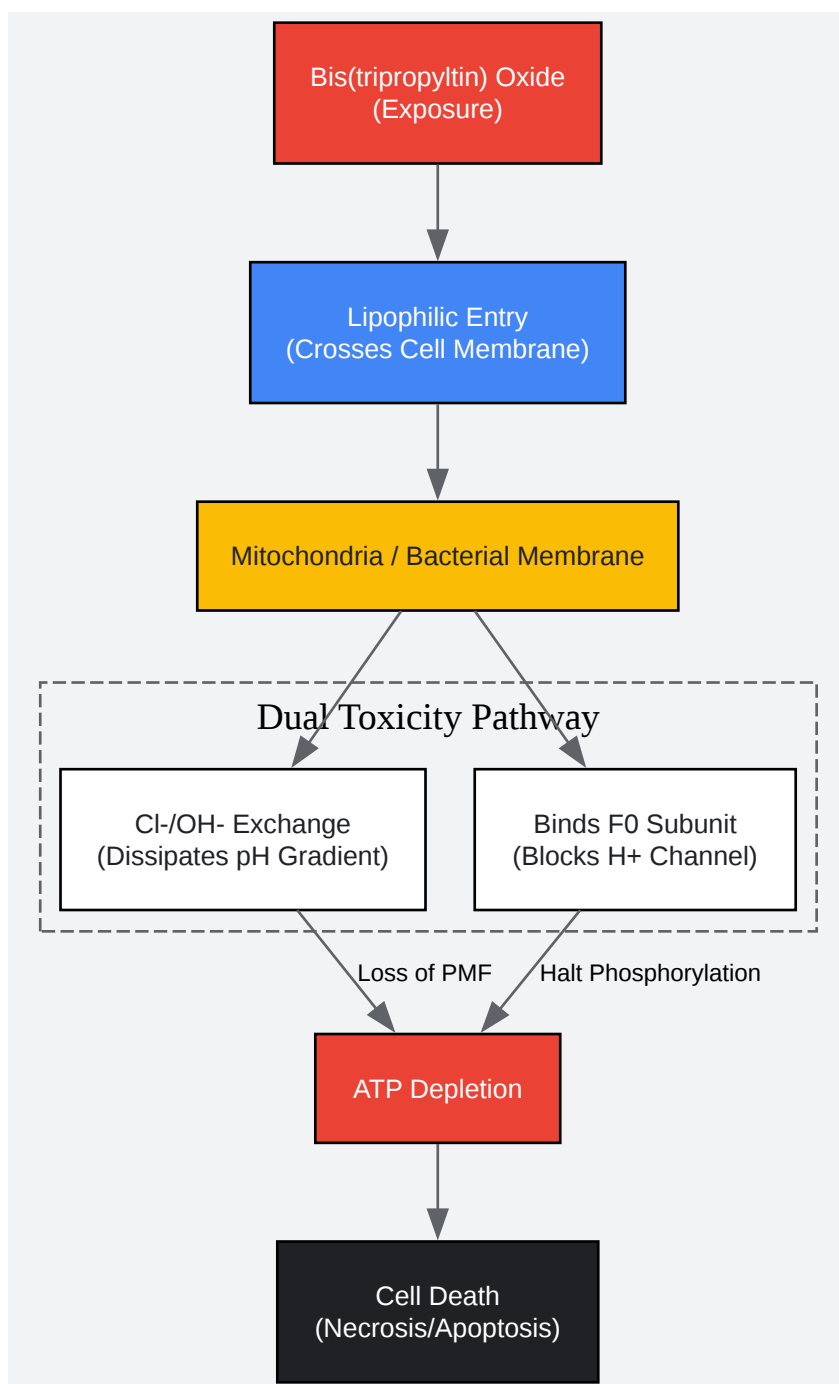 Bis(tripropyltin) Oxide
(Exposure)
Lipophilic Entry
(Crosses Cell Membrane)
Mitochondria / Bacterial Membrane
Dual Toxicity Pathway
Cl-/OH- Exchange
(Dissipates pH Gradient)
Binds F0 Subunit
(Blocks H+ Channel)
Loss of PMF
Halt Phosphorylation
ATP Depletion
Cell Death
(Necrosis/Apoptosis)